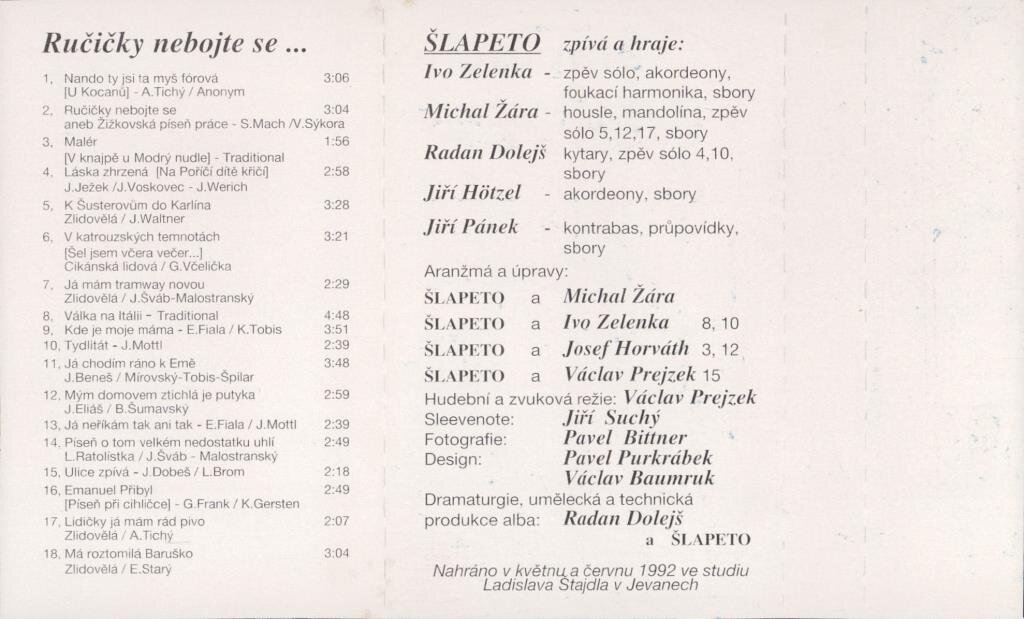 Ručičky nebojte se ...
1, Nando ty jsi ta myš fórová 3:06
[U Kocanů] - A.Tichý / Anonym
2, Ručičky nebojte se 3:04
aneb Žižkovská píseň práce - S.Mach /V.Sýkora
3, Malér 1:56
[V knajpě u Modrý nudle] - Traditional
4, Láska zhrzená [Na Poříčí dítě křičí] 2:58
J.Ježek /J.Voskovec - J.Werich
5, K Šusterovům do Karlína 3:28
Zlidovělá / J.Waltner
6, V katrouzských temnotách 3:21
[Šel jsem včera večer...]
Cikánská lidová / G.Včelička
7, Já mám tramway novou 2:29
Zlidovělá / J.Šváb-Malostranský
8, Válka na Itálii - Traditional 4:48
9, Kde je moje máma - E.Fiala / K.Tobis 3:51
10, Tydlitát - J.Mottl 2:39
11, Já chodím ráno k Emě 3:48
J.Beneš / Mírovský-Tobis-Špilar
12, Mým domovem ztichlá je putyka 2:59
J.Eliáš / B.Šumavský
13, Já neříkám tak ani tak - E.Fiala / J.Mottl 2:39
14, Píseň o tom velkém nedostatku uhlí 2:49
L.Ratolístka / J.Šváb - Malostranský
15, Ulice zpívá - J.Dobeš / L.Brom 2:18
16, Emanuel Přibyl 2:49
[Píseň při cihličce] - G.Frank / K.Gersten
17, Lidičky já mám rád pivo 2:07
Zlidovělá / A.Tichý
18, Má roztomilá Baruško 3:04
Zlidovělá / E.Starý
ŠLAPETO zpívá a hraje:
Ivo Zelenka - zpěv sólo, akordeony,
foukací harmonika, sbory
Michal Žára - housle, mandolína, zpěv
sólo 5,12,17, sbory
Radan Dolejš kytary, zpěv sólo 4,10,
sbory
Jiří Hötzel - akordeony, sbory
Jiří Pánek - kontrabas, průpovídky,
sbory
Aranžmá a úpravy:
ŠLAPETO a Michal Žára
ŠLAPETO a Ivo Zelenka 8, 10
ŠLAPETO a Josef Horváth 3, 12
ŠLAPETO a Václav Prejzek 15
Hudební a zvuková režie: Václav Prejzek
Sleevenote: Jiří Suchý
Fotografie: Pavel Bittner
Design: Pavel Purkrábek
Václav Baumruk
Dramaturgie, umělecká a technická
produkce alba: Radan Dolejš
a ŠLAPETO
Nahráno v květnu a červnu 1992 ve studiu
Ladislava Štajdla v Jevanech